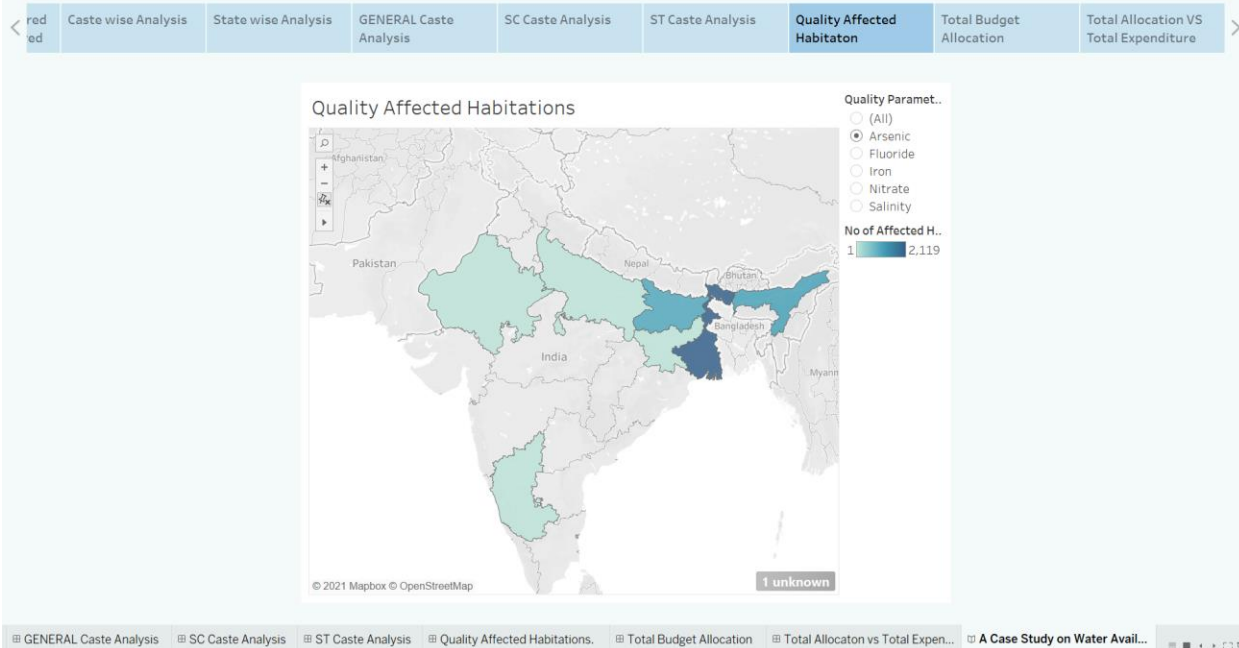 red
ed
Caste wise Analysis
State wise Analysis
GENERAL Caste
Analysis
SC Caste Analysis
ST Caste Analysis
Quality Affected
Habitaton
Total Budget
Allocation
Total Allocation VS
Total Expenditure
Quality Affected Habitations
Quality Paramet..
(All)
Arsenic
Fluoride
Iron
Nitrate
Salinity
No of Affected H..
1 2,119
Afghanistan
Pakistan
Nepal
Bhutan
Bangladesh
India
Myann
© 2021 Mapbox © OpenStreetMap
1 unknown
GENERAL Caste Analysis
SC Caste Analysis
ST Caste Analysis
Quality Affected Habitations.
Total Budget Allocation
Total Allocaton vs Total Expen...
A Case Study on Water Avail...